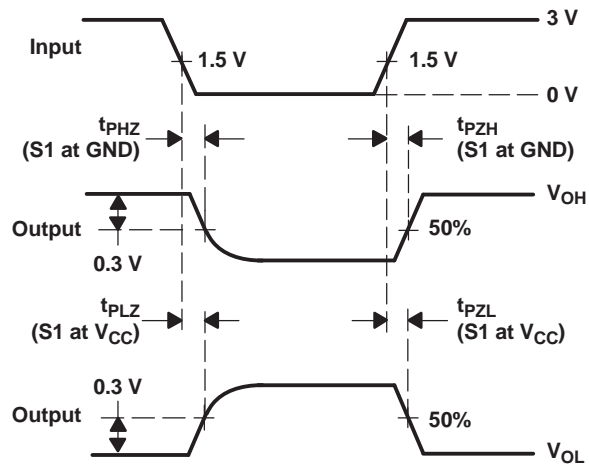 3 V
Input
1.5 V
1.5 V
0 V
tPHZ
(S1 at GND)
tPZH
(S1 at GND)
VOH
Output
50%
0.3 V
tPLZ
(S1 at VCC)
tPZL
(S1 at VCC)
0.3 V
Output
50%
VOL